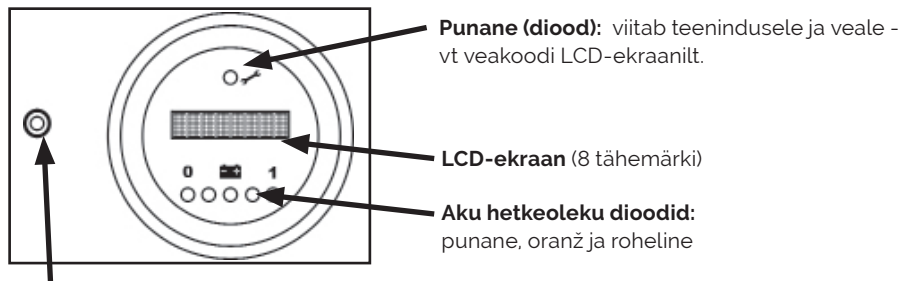 Punane (diood): viitab teenindusele ja veale -
vt veakoodi LCD-ekraanilt.
LCD-ekraan (8 tähemärki)
0 1
Aku hetkeoleku dioodid:
punane, oranž ja roheline